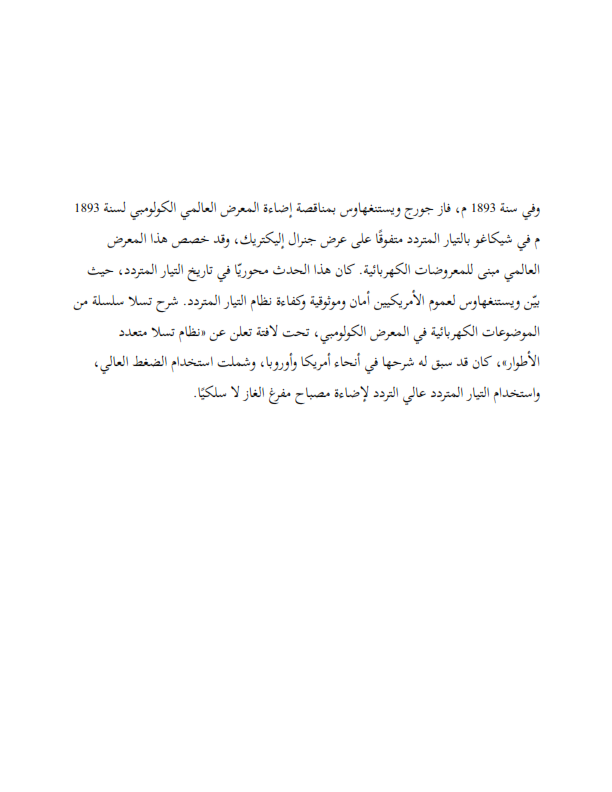 وفي سنة 1893 م، فاز جورج ويستنغهاوس بمناقصة إضاءة المعرض العالمي الكولومبي لسنة 1893
م في شيكاغو بالتيار المتردد متفوقًا على عرض جنرال إليكتريك، وقد خصص هذا المعرض
العالمي مبنى للمعروضات الكهربائية. كان هذا الحدث محوريًا في تاريخ التيار المتردد، حيث
بيّن ويستنغهاوس لعموم الأمريكيين أمان وموثوقية وكفاءة نظام التيار المتردد. شرح تسلا سلسلة من
الموضوعات الكهربائية في المعرض الكولومبي، تحت لافتة تعلن عن «نظام تسلا متعدد
الأطوار»، كان قد سبق له شرحها في أنحاء أمريكا وأوروبا، وشملت استخدام الضغط العالي،
واستخدام التيار المتردد عالي التردد لإضاءة مصباح مفرغ الغاز لا سلكيًا.